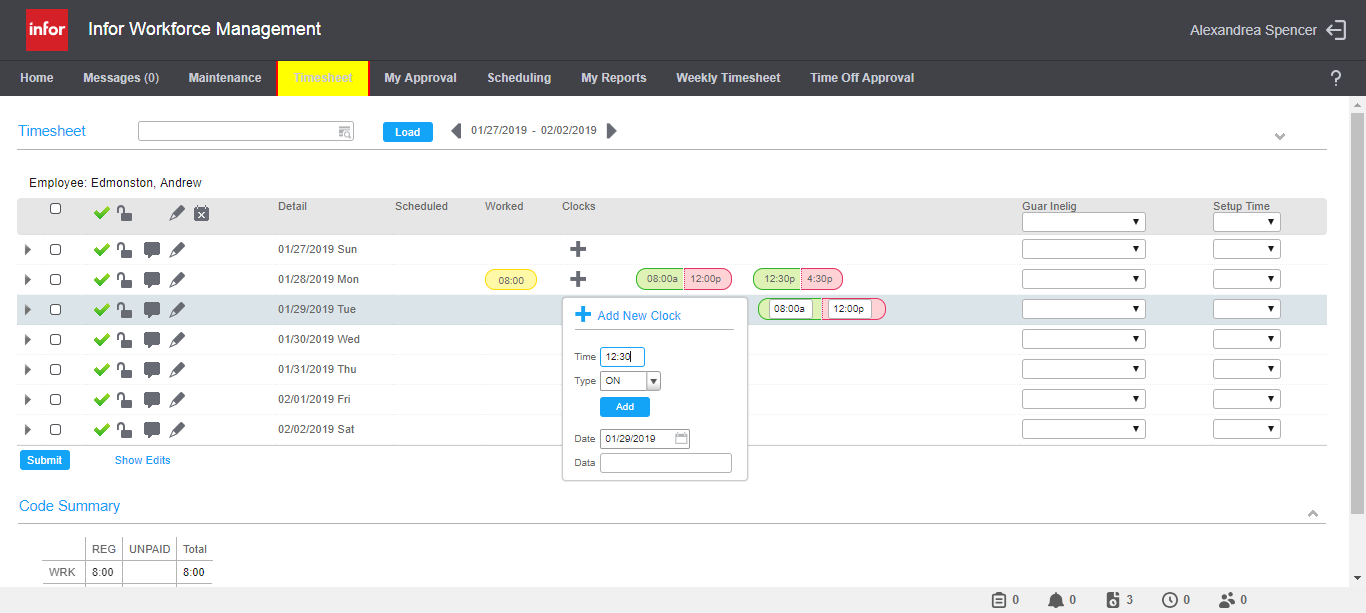 infor Infor Workforce Management Alexandrea Spencer
Home Messages (0) Maintenance Timesheet My Approval Scheduling My Reports Weekly Timesheet Time Off Approval ?
Timesheet Load 01/27/2019 - 02/02/2019
Employee: Edmonston, Andrew
Detail Scheduled Worked Clocks Guar Inelig Setup Time
01/27/2019 Sun
01/28/2019 Mon 08:00 08:00a 12:00p 12:30p 4:30p
01/29/2019 Tue 08:00a 12:00p
Add New Clock
01/30/2019 Wed
Time 12:30
01/31/2019 Thu
Type ON
02/01/2019 Fri
Add
02/02/2019 Sat
Date 01/29/2019
Submit Show Edits
Data
Code Summary
REG UNPAID Total
WRK 8:00 8:00
0 0 3 0 0